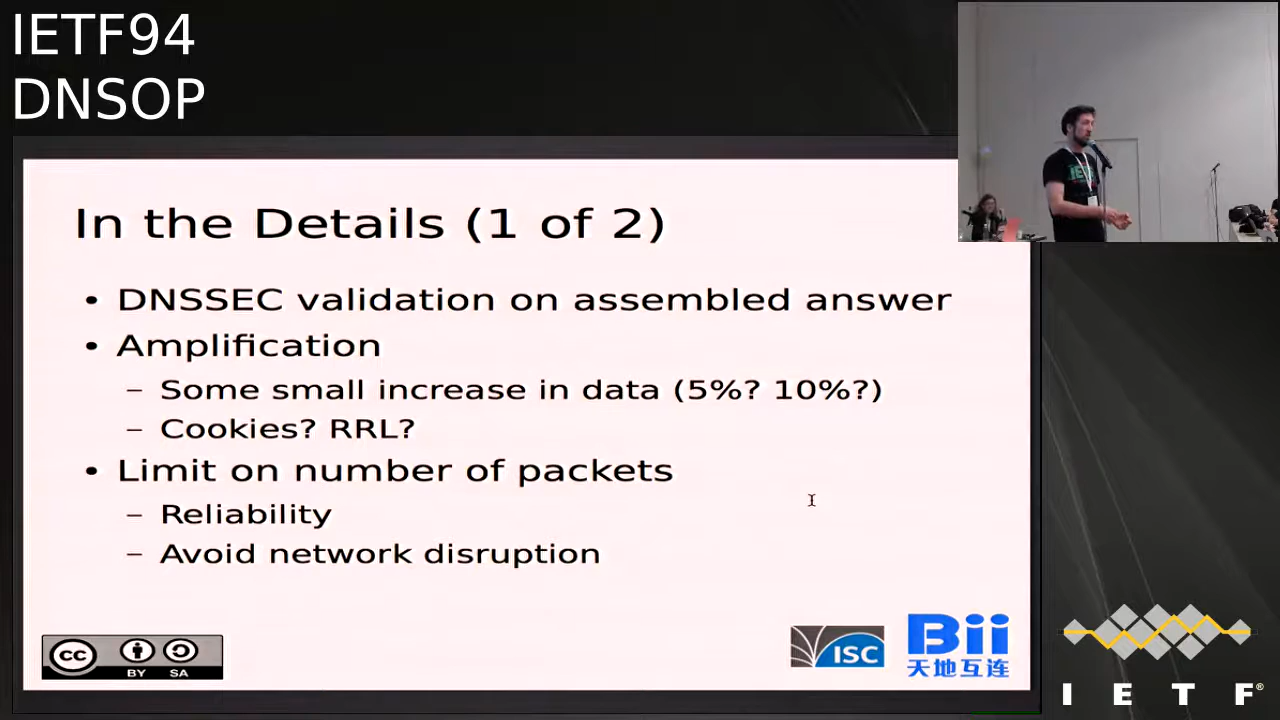 IETF94
DNSOP
In the Details (1 of 2)
• DNSSEC validation on assembled answer
• Amplification
– Some small increase in data (5%? 10%?)
– Cookies? RRL?
• Limit on number of packets
– Reliability
– Avoid network disruption
cc
BY SA
ISC
Bii
天地互连
I E T F®
IETF